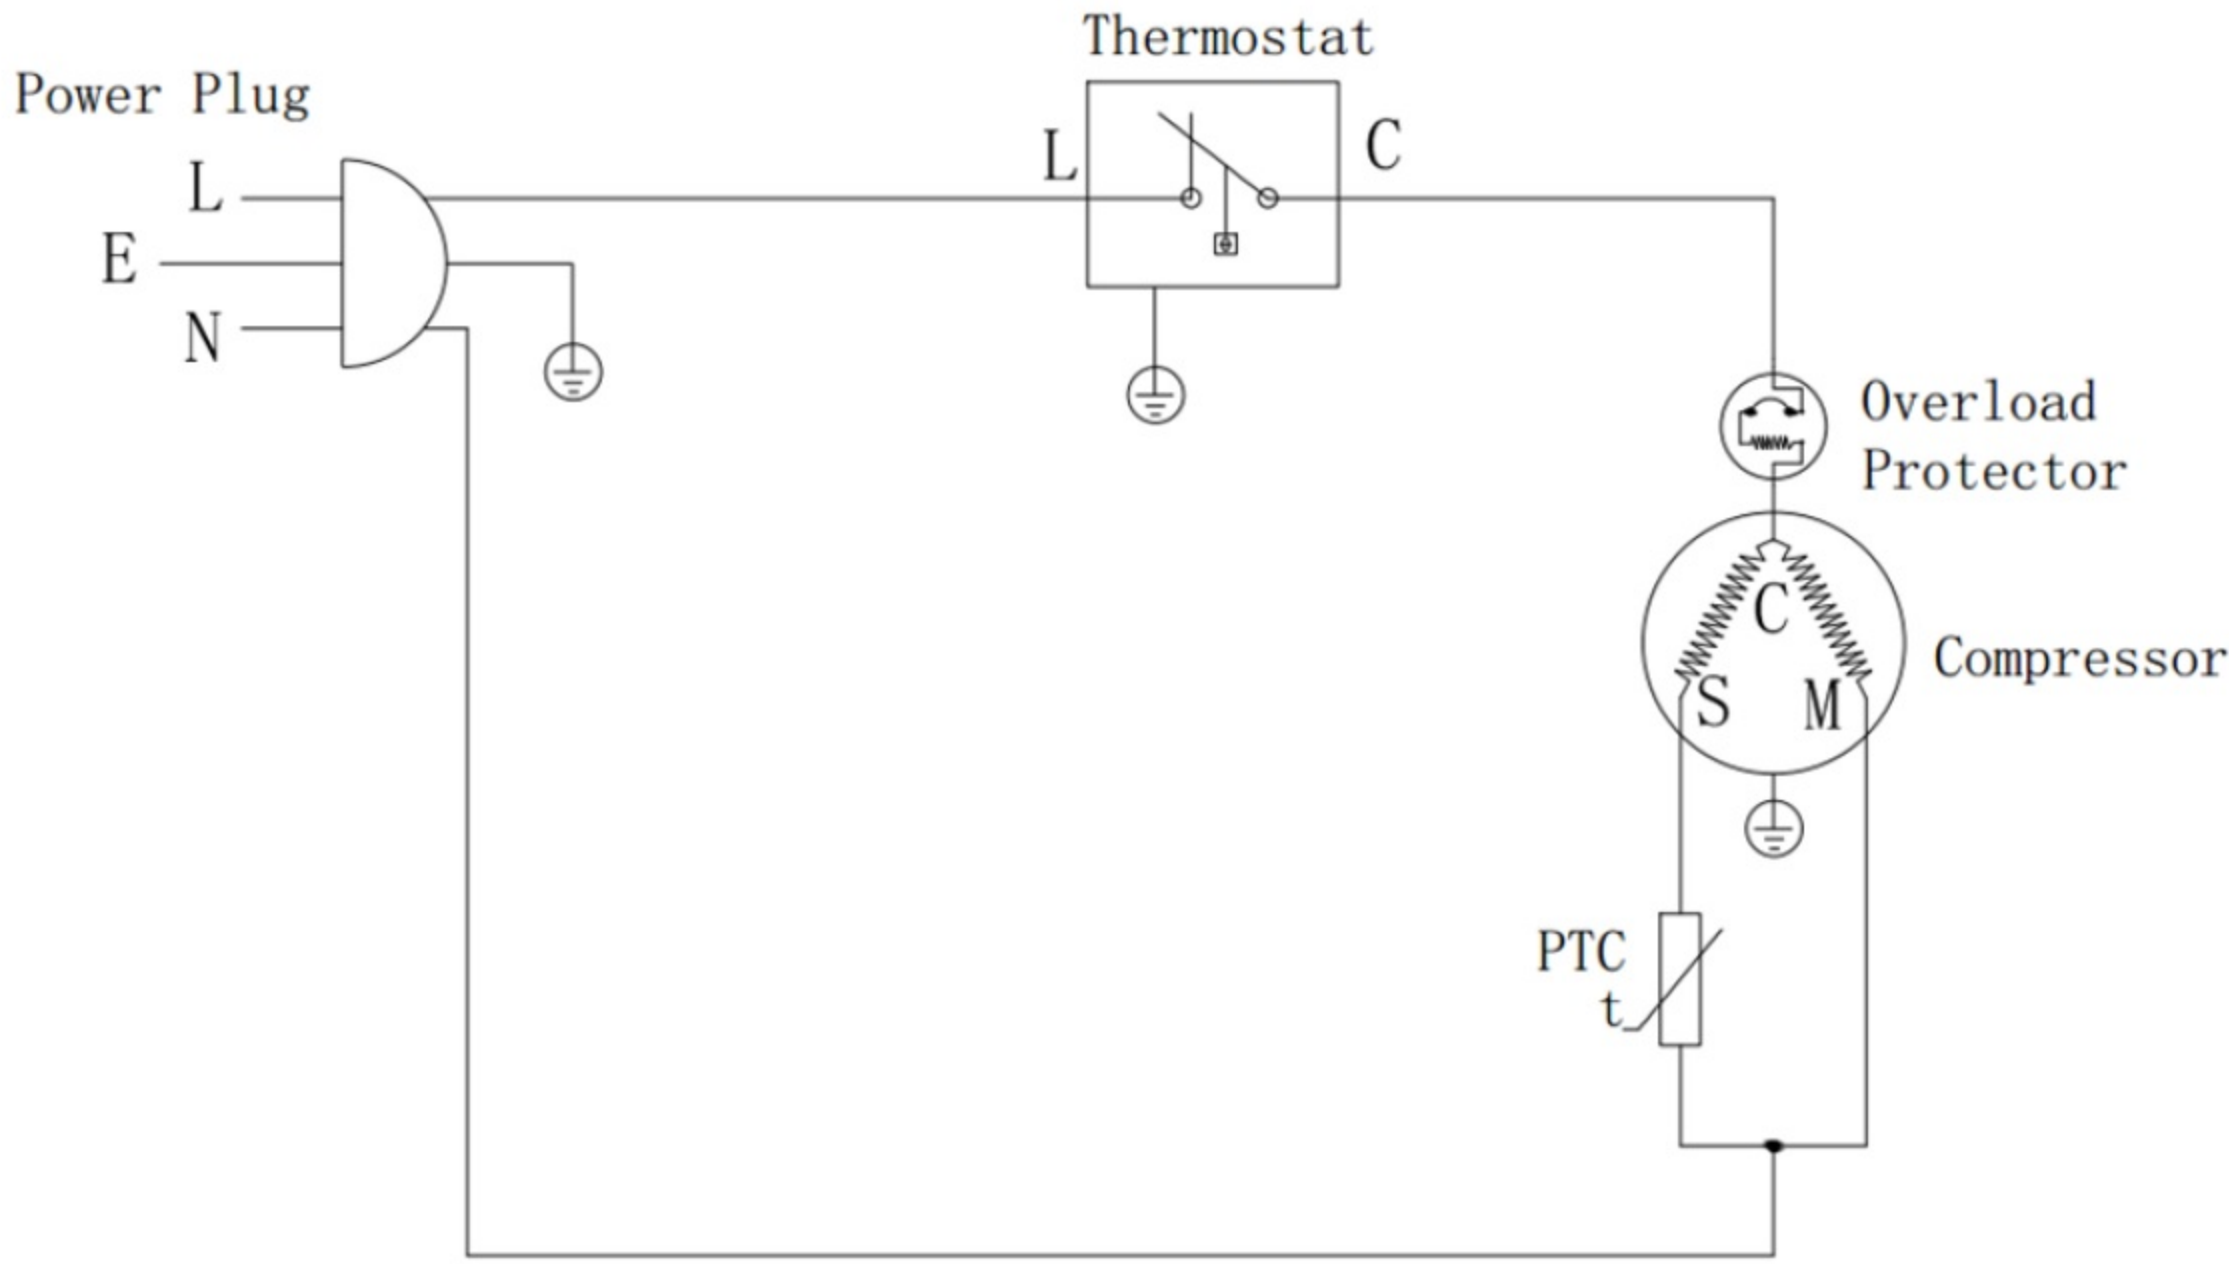 Thermostat
Power Plug
L
C
L
E
N
Overload
Protector
C
Compressor
S M
PTC
t